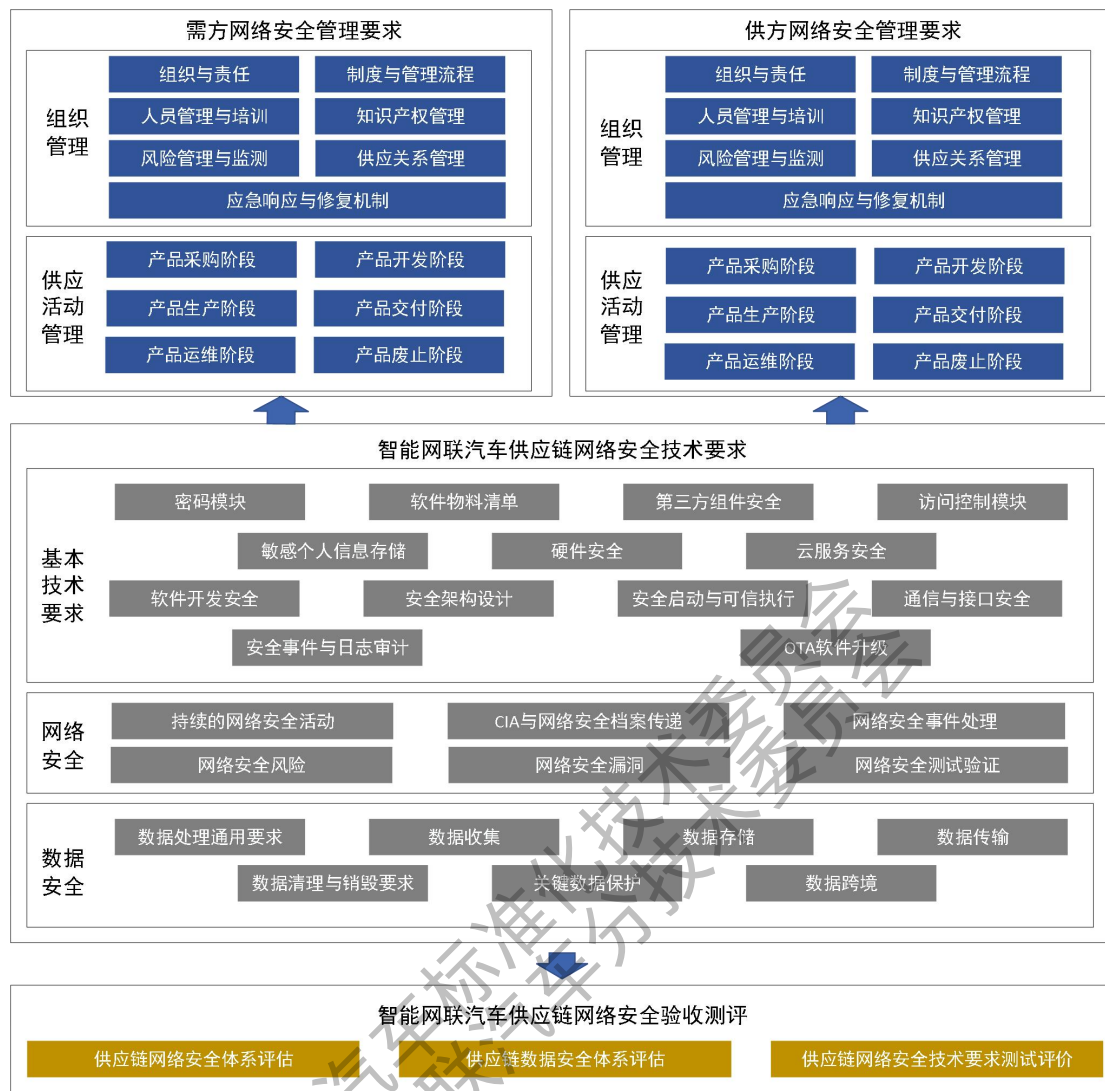 需方网络安全管理要求
组织管理
组织与责任
制度与管理流程
人员管理与培训
知识产权管理
风险管理与监测
供应关系管理
应急响应与修复机制
供应活动管理
产品采购阶段
产品开发阶段
产品生产阶段
产品交付阶段
产品运维阶段
产品废止阶段
供方网络安全管理要求
组织管理
组织与责任
制度与管理流程
人员管理与培训
知识产权管理
风险管理与监测
供应关系管理
应急响应与修复机制
供应活动管理
产品采购阶段
产品开发阶段
产品生产阶段
产品交付阶段
产品运维阶段
产品废止阶段
智能网联汽车供应链网络安全技术要求
基本技术要求
密码模块
软件物料清单
第三方组件安全
访问控制模块
敏感个人信息存储
硬件安全
云服务安全
软件开发安全
安全架构设计
安全启动与可信执行
通信与接口安全
安全事件与日志审计
OTA软件升级
网络安全
持续的网络安全活动
CIA与网络安全档案传递
网络安全事件处理
网络安全风险
网络安全漏洞
网络安全测试验证
数据安全
数据处理通用要求
数据收集
数据存储
数据传输
数据清理与销毁要求
关键数据保护
数据跨境
智能网联汽车供应链网络安全验收测评
供应链网络安全体系评估
供应链数据安全体系评估
供应链网络安全技术要求测试评价
汽车标准化技术委员会
联汽车分技术委员会